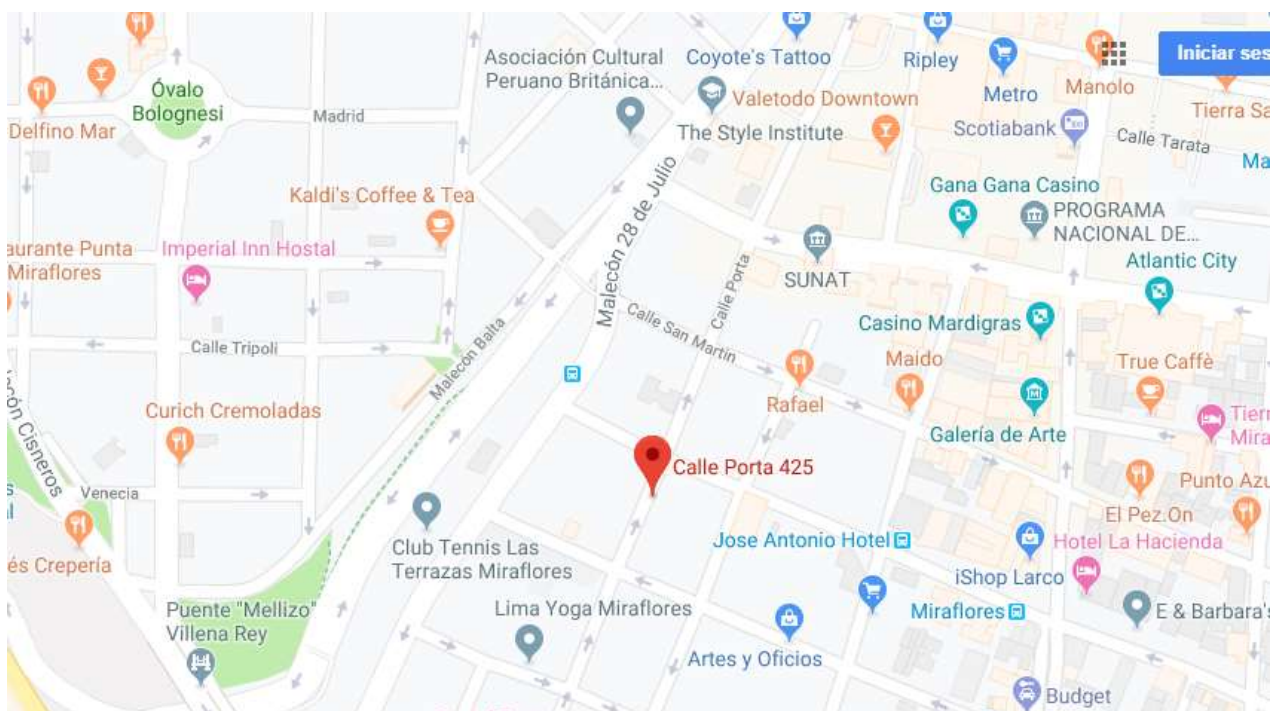 Asociación Cultural
Peruano Británica...
Coyote's Tattoo
Ripley
Iniciar ses
Óvalo
Bolognesi
Metro
Manolo
Delfino Mar
Madrid
Valetodo Downtown
Tierra Sa
The Style Institute
Scotiabank
Calle Tarata
Ma
Kaldi's Coffee & Tea
Malecón 28 de Julio
Gana Gana Casino
PROGRAMA
NACIONAL DE...
aurante Punta
Miraflores
Imperial Inn Hostal
SUNAT
Calle Porta
Atlantic City
Calle San Martin
Casino Mardigras
Calle Tripoli
Malecón Balta
Maido
True Caffè
Rafael
Curich Cremoladas
cón Cisneros
Galería de Arte
Tierr
Mira
Calle Porta 425
Venecia
Punto Azu
El Pez.On
Club Tennis Las
Terrazas Miraflores
Jose Antonio Hotel
Hotel La Hacienda
és Crepería
iShop Larco
Puente "Mellizo"
Villena Rey
Lima Yoga Miraflores
Miraflores
E & Barbara's
Artes y Oficios
Budget